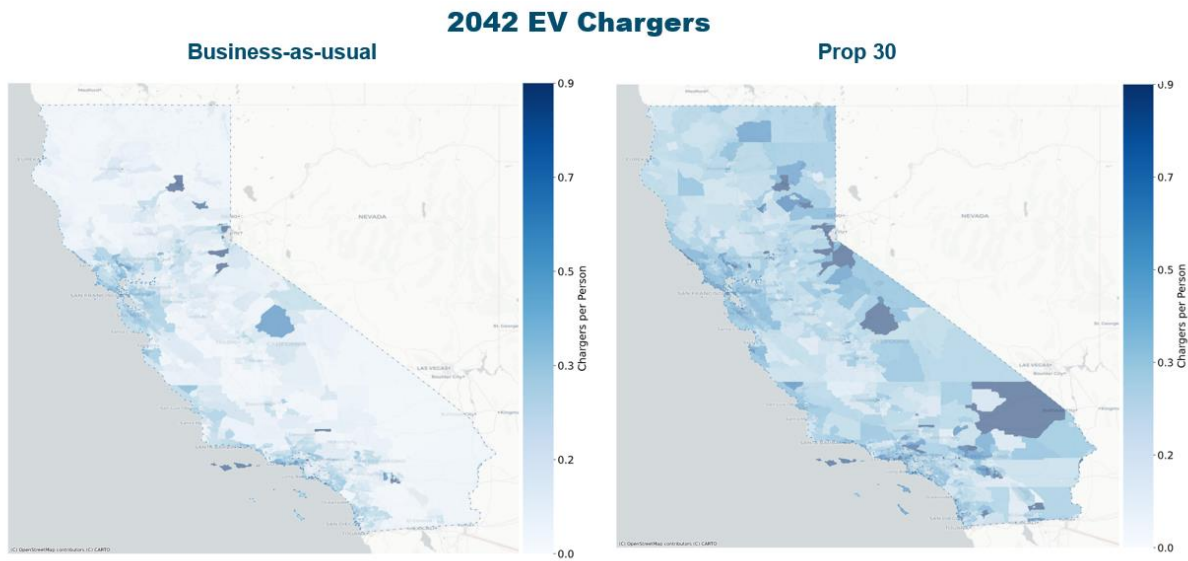 2042 EV Chargers
Business-as-usual
Prop 30
0.9
0.7
0.5
0.3
0.2
0.0
Chargers per Person
NEVADA
LAS VEGAS
(C) OpenStreetMap contributors (C) CARTO
0.9
0.7
0.5
0.3
0.2
0.0
Chargers per Person
NEVADA
LAS VEGAS
(C) OpenStreetMap contributors (C) CARTO